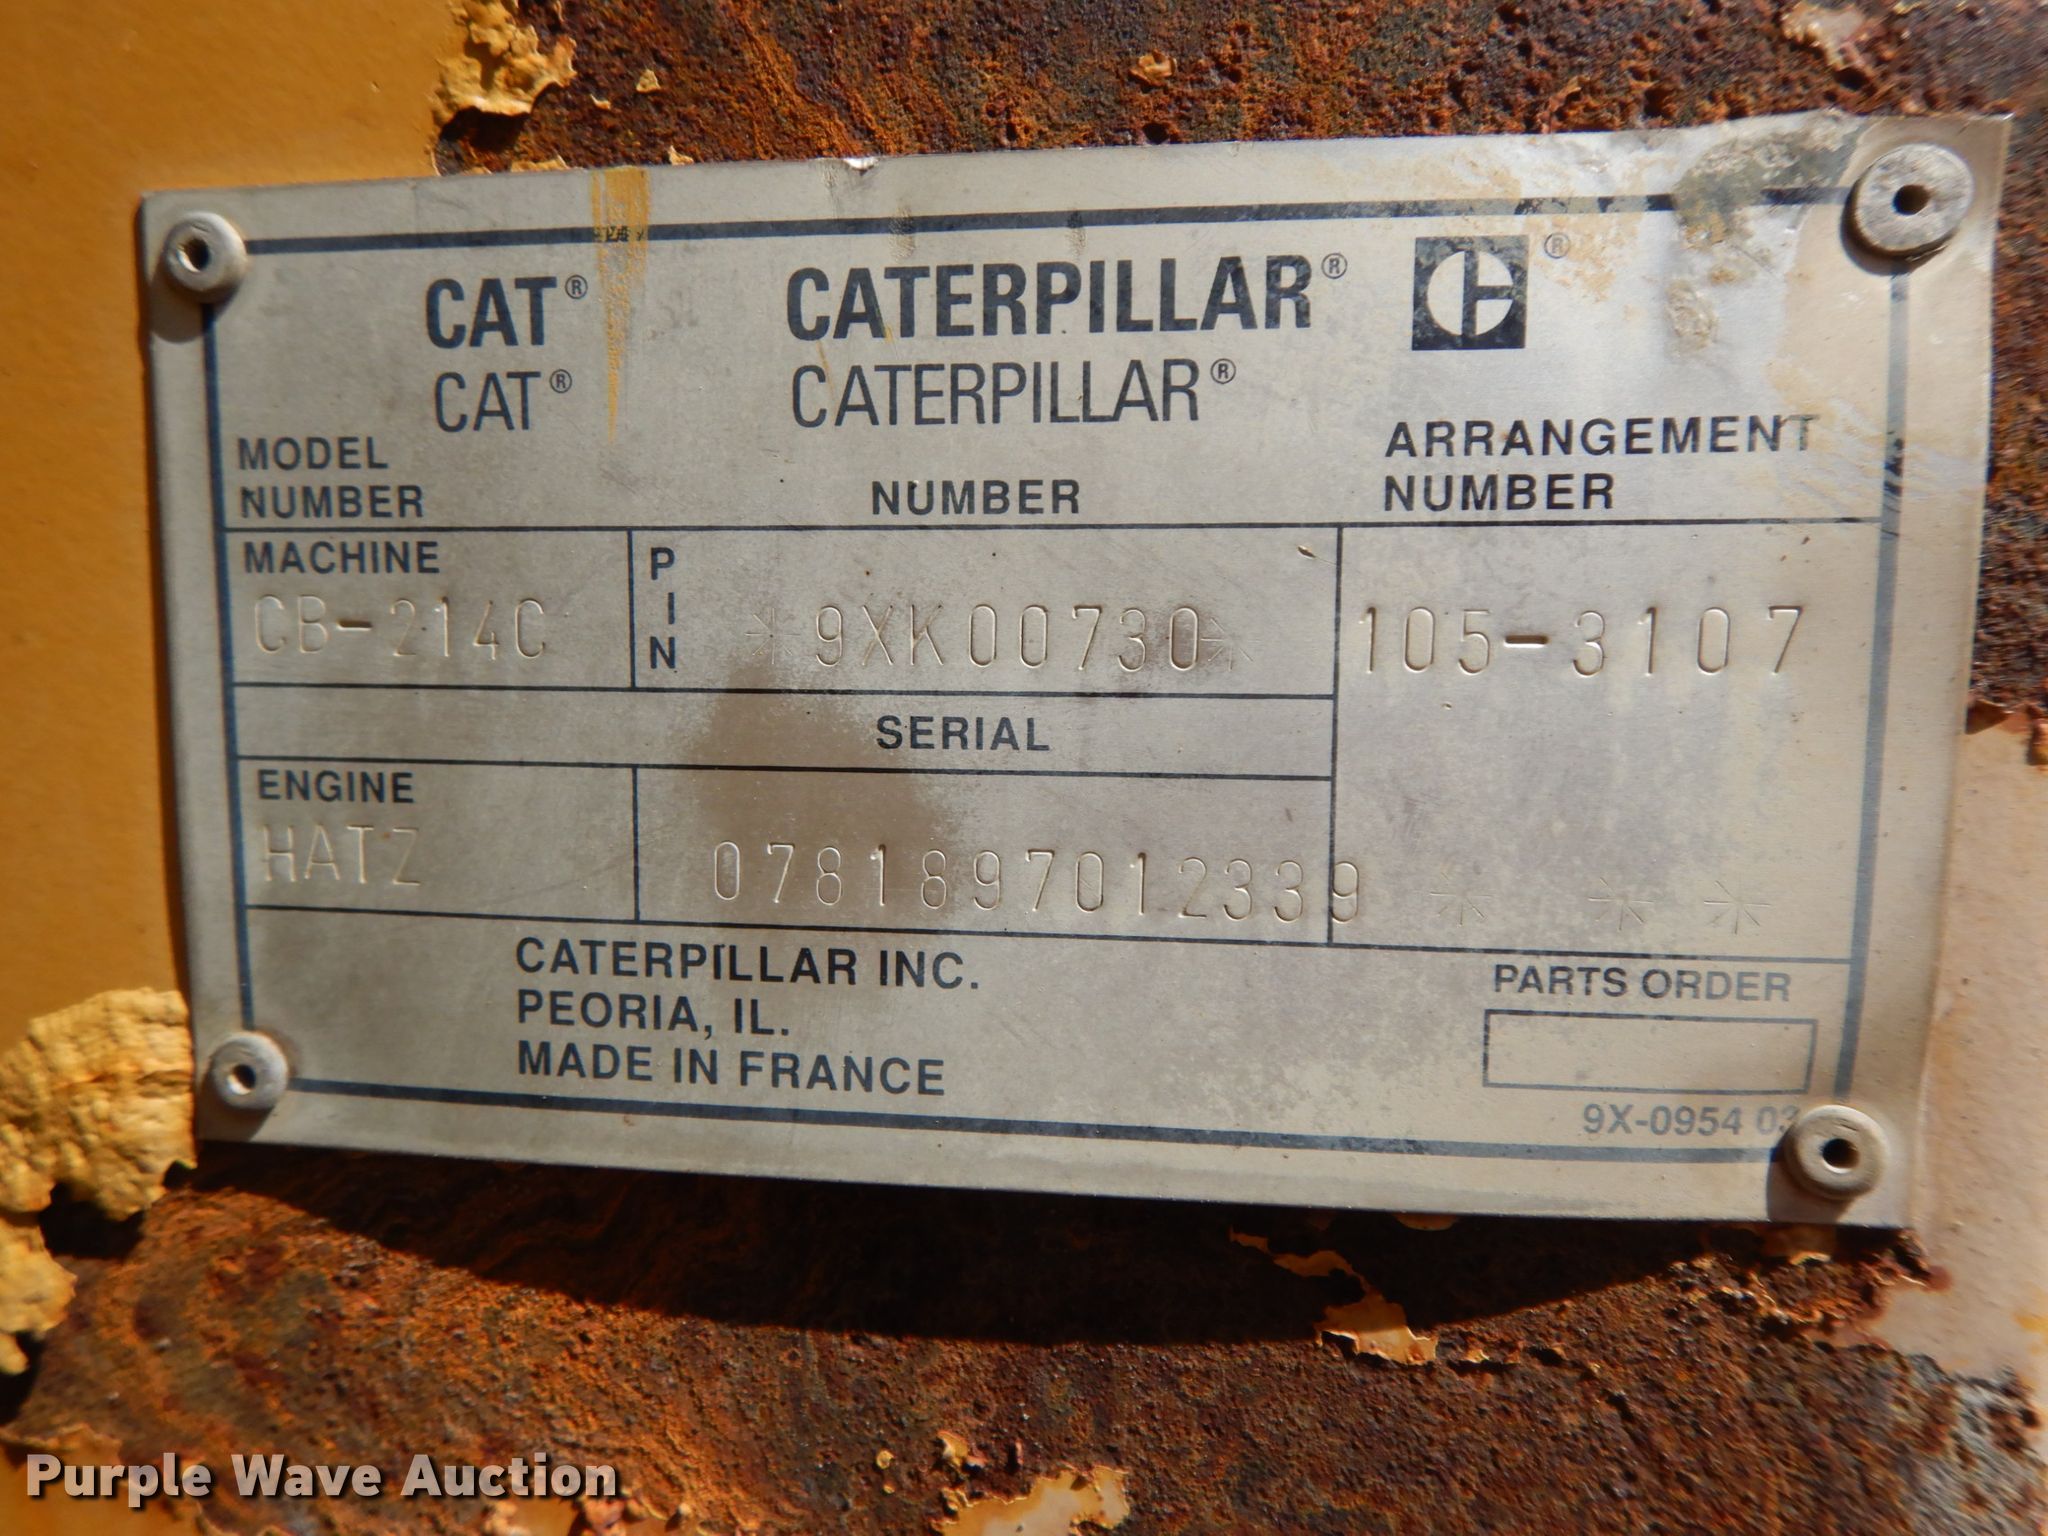 CAT® CATERPILLAR® ®
CAT® CATERPILLAR®
MODEL
NUMBER
NUMBER
ARRANGEMENT
NUMBER
MACHINE
CB-214C
PIN
*9XK00730*
105-3107
SERIAL
ENGINE
HATZ
0781897012339 * * *
CATERPILLAR INC.
PEORIA, IL.
MADE IN FRANCE
PARTS ORDER
9X-0954 03
Purple Wave Auction